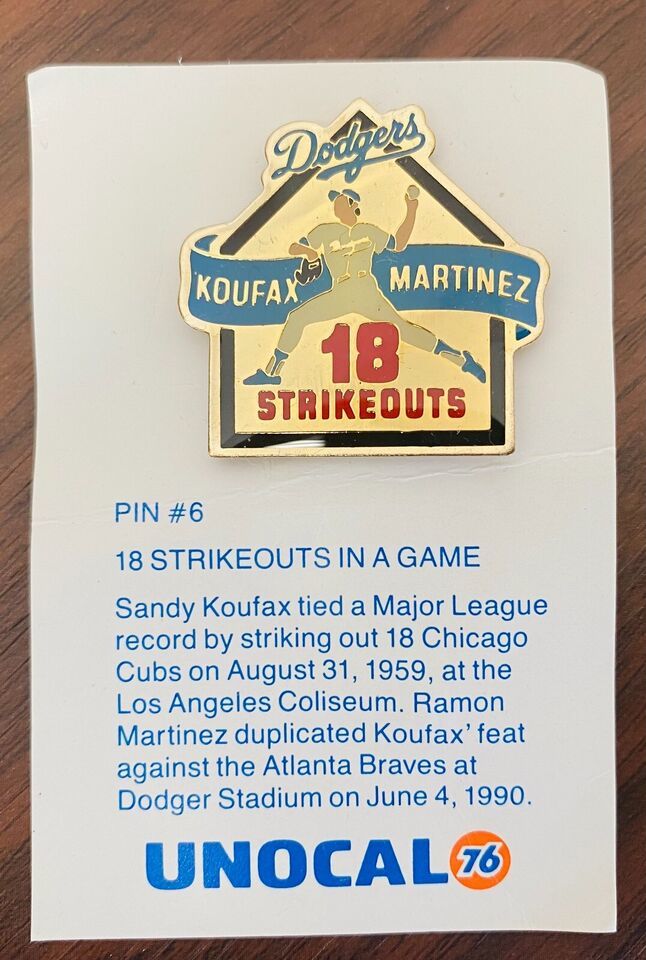 Dodgers
KOUFAX MARTINEZ
18
STRIKEOUTS
PIN #6
18 STRIKEOUTS IN A GAME
Sandy Koufax tied a Major League
record by striking out 18 Chicago
Cubs on August 31, 1959, at the
Los Angeles Coliseum. Ramon
Martinez duplicated Koufax' feat
against the Atlanta Braves at
Dodger Stadium on June 4, 1990.
UNOCAL 76